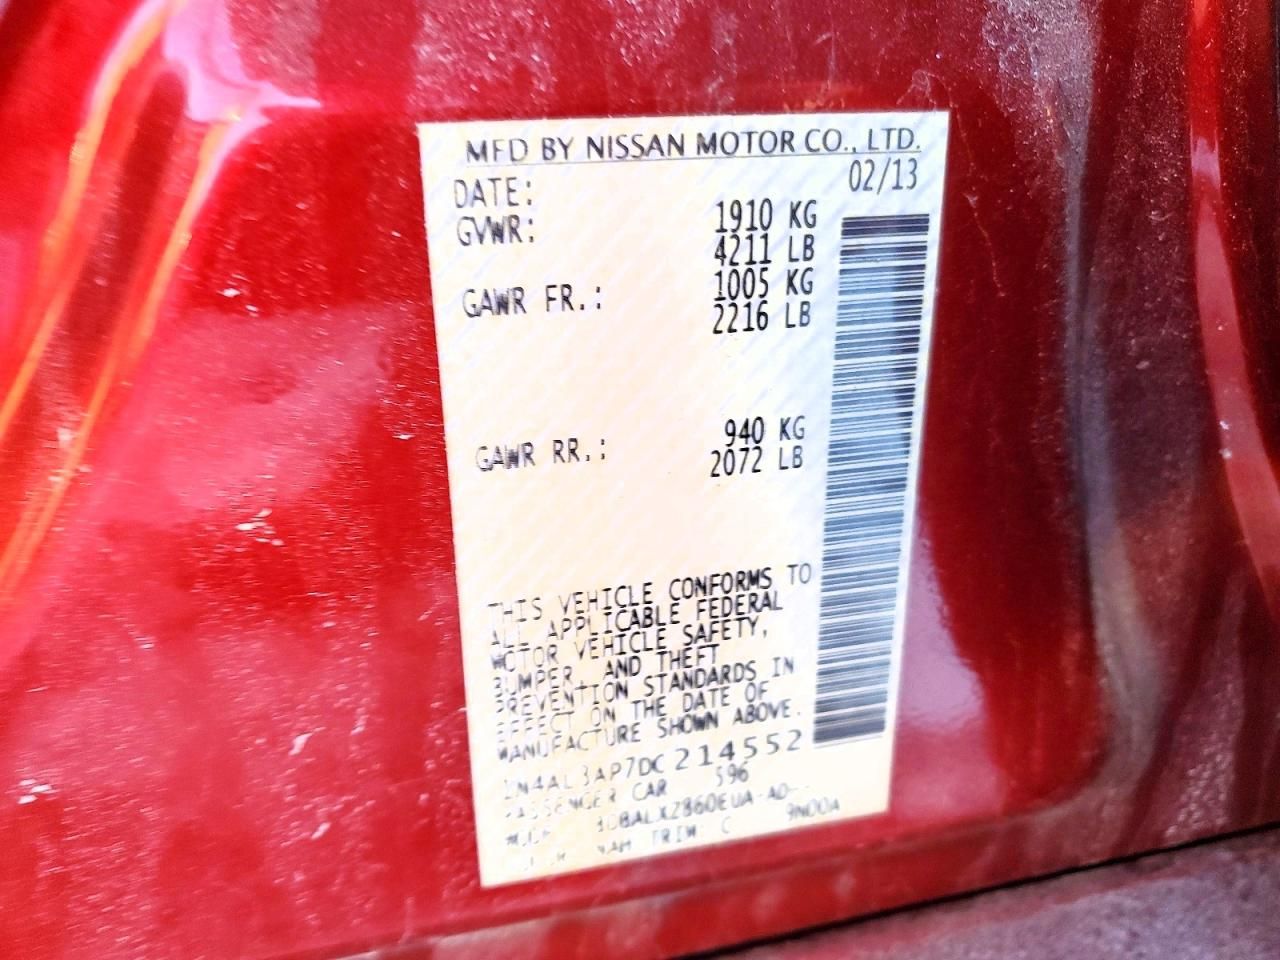 MFD BY NISSAN MOTOR CO., LTD.
DATE: 02/13
GVWR: 1910 KG
4211 LB
GAWR FR.: 1005 KG
2216 LB
GAWR RR.: 940 KG
2072 LB
THIS VEHICLE CONFORMS TO
ALL APPLICABLE FEDERAL
MOTOR VEHICLE SAFETY,
BUMPER, AND THEFT
PREVENTION STANDARDS IN
EFFECT ON THE DATE OF
MANUFACTURE SHOWN ABOVE.
1N4AL3AP7DC214552
PASSENGER CAR 596
TRIM: C